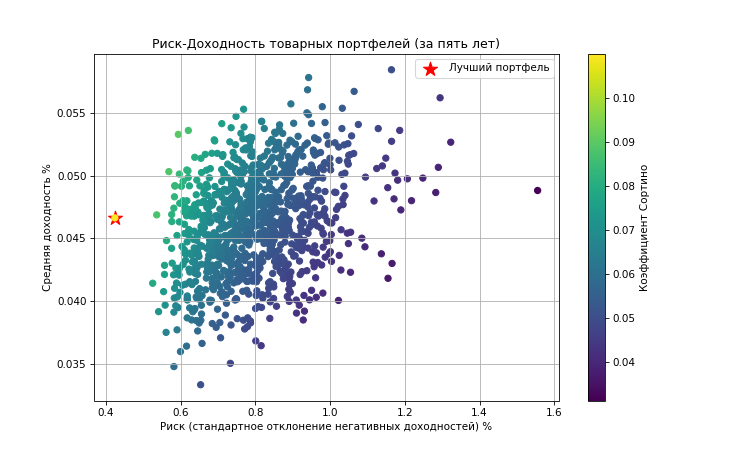 Риск-Доходность товарных портфелей (за пять лет)
Лучший портфель
Средняя доходность %
0.055
0.050
0.045
0.040
0.035
0.4 0.6 0.8 1.0 1.2 1.4 1.6
Риск (стандартное отклонение негативных доходностей) %
0.10
0.09
0.08
0.07
0.06
0.05
0.04
Коэффициент Сортино